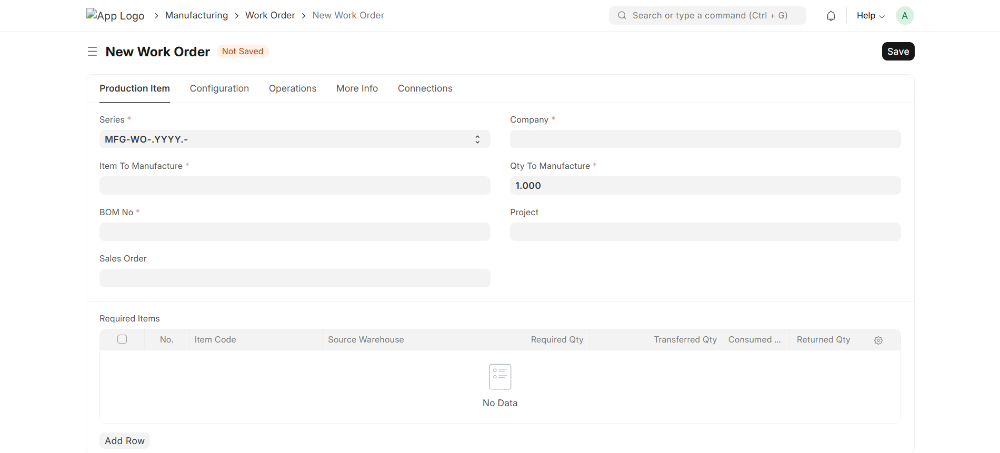 App Logo > Manufacturing > Work Order > New Work Order
Search or type a command (Ctrl + G)
Help
A
New Work Order
Not Saved
Save
Production Item
Configuration
Operations
More Info
Connections
Series *
MFG-WO-.YYYY.-
Company *
Item To Manufacture *
Qty To Manufacture *
1.000
BOM No *
Project
Sales Order
Required Items
No.
Item Code
Source Warehouse
Required Qty
Transferred Qty
Consumed ...
Returned Qty
No Data
Add Row